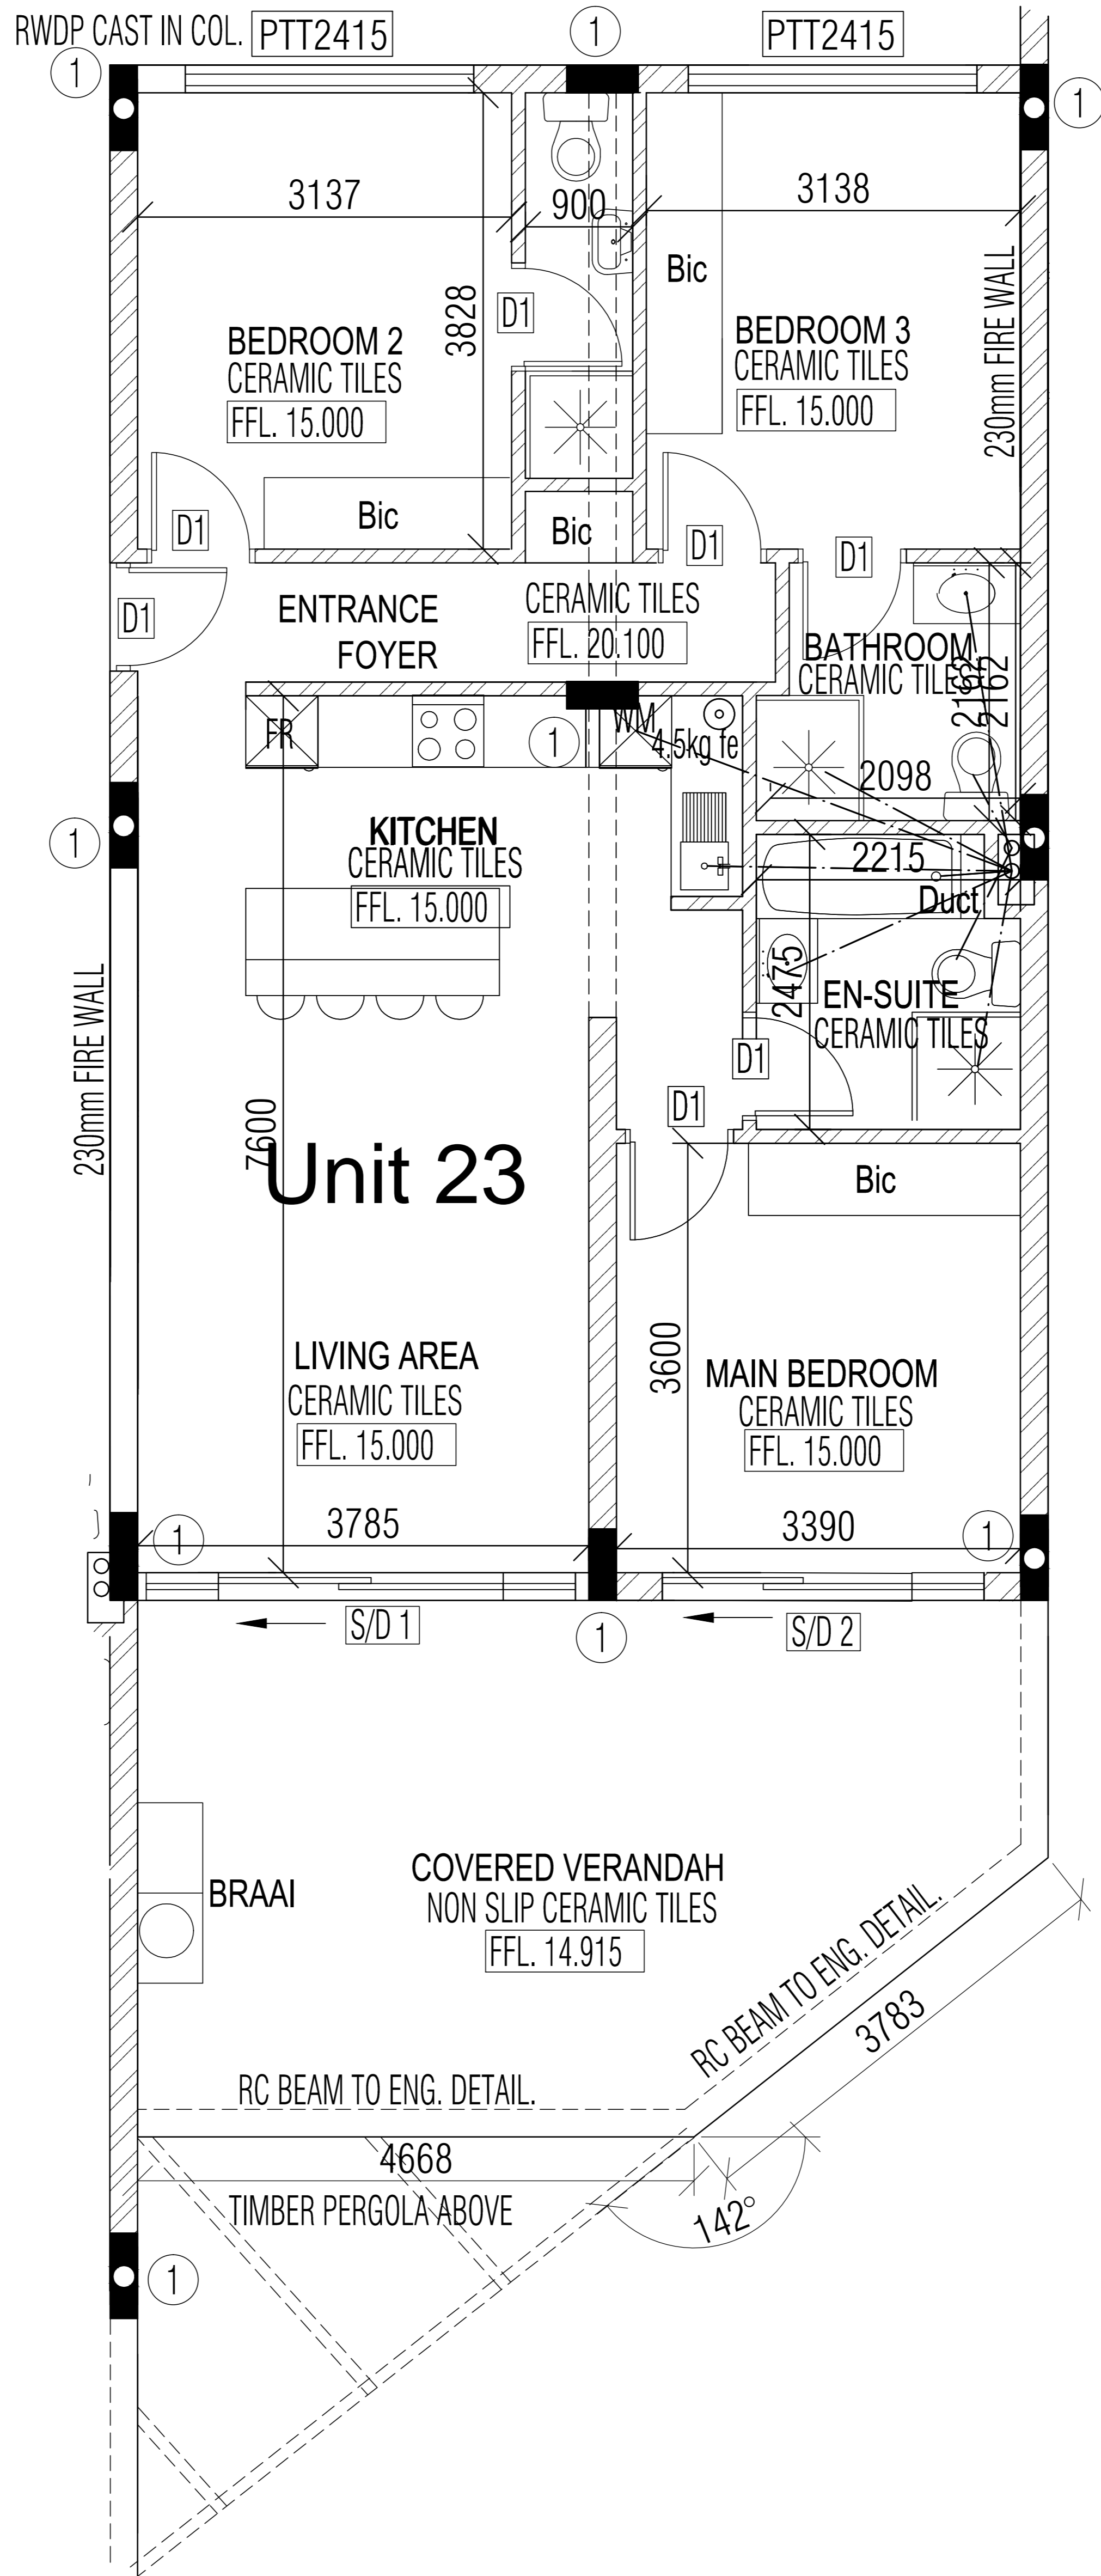 RWDP CAST IN COL.
PTT2415
1
PTT2415
1
1
3137
900
3138
Bic
230mm FIRE WALL
3828
D1
BEDROOM 2
CERAMIC TILES
FFL. 15.000
BEDROOM 3
CERAMIC TILES
FFL. 15.000
Bic
D1
Bic
D1
D1
D1
ENTRANCE
FOYER
CERAMIC TILES
FFL. 20.100
BATHROOM
CERAMIC TILES
2162
2162
FR
1
WM
4.5kg fe
2098
1
KITCHEN
CERAMIC TILES
FFL. 15.000
2215
Duct
2475
EN-SUITE
CERAMIC TILES
230mm FIRE WALL
D1
D1
7600
Unit 23
Bic
LIVING AREA
CERAMIC TILES
FFL. 15.000
3600
MAIN BEDROOM
CERAMIC TILES
FFL. 15.000
1
3785
3390
1
S/D 1
1
S/D 2
BRAAI
COVERED VERANDAH
NON SLIP CERAMIC TILES
FFL. 14.915
RC BEAM TO ENG. DETAIL.
3783
RC BEAM TO ENG. DETAIL.
4668
TIMBER PERGOLA ABOVE
142°
1